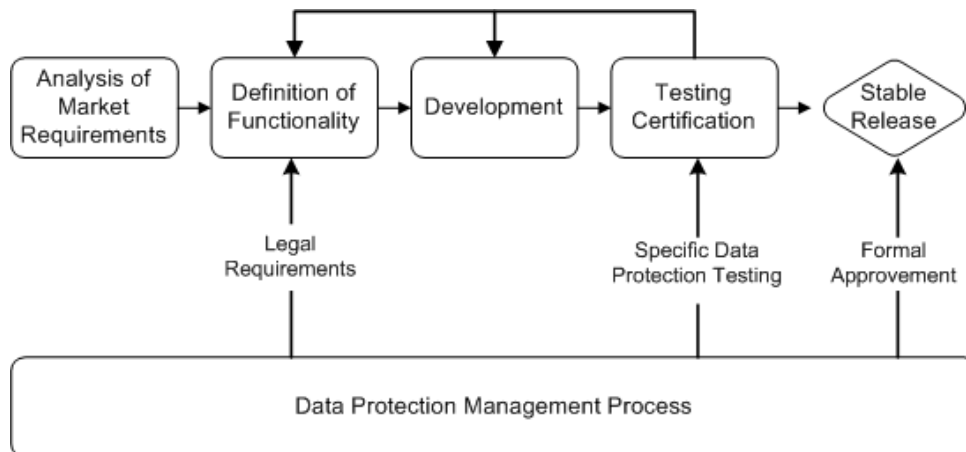 Analysis of
Market
Requirements
Definition of
Functionality
Development
Testing
Certification
Stable
Release
Legal
Requirements
Specific Data
Protection Testing
Formal
Approvement
Data Protection Management Process